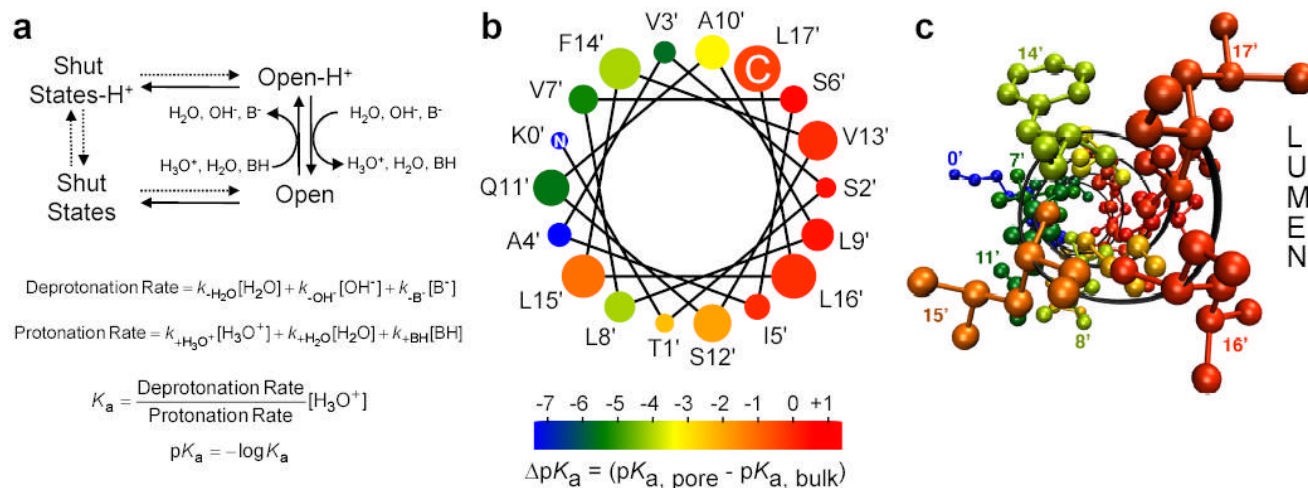 a
Shut
States-H⁺
Open-H⁺
H₂O, OH⁻, B⁻
H₂O, OH⁻, B⁻
H₃O⁺, H₂O, BH
H₃O⁺, H₂O, BH
Shut
States
Open
Deprotonation Rate = k-H₂O[H₂O] + k-OH⁻[OH⁻] + k-B⁻[B⁻]
Protonation Rate = k+H₃O⁺[H₃O⁺] + k+H₂O[H₂O] + k+BH[BH]
Kₐ = Deprotonation Rate / Protonation Rate [H₃O⁺]
pKₐ = −log Kₐ
b
V3'
A10'
F14'
L17'
C
V7'
S6'
K0'
N
V13'
Q11'
S2'
A4'
L9'
L15'
L16'
L8'
I5'
T1'
S12'
-7 -6 -5 -4 -3 -2 -1 0 +1
ΔpKₐ = (pKₐ, pore - pKₐ, bulk)
c
14'
17'
0'
7'
11'
15'
8'
16'
LUMEN